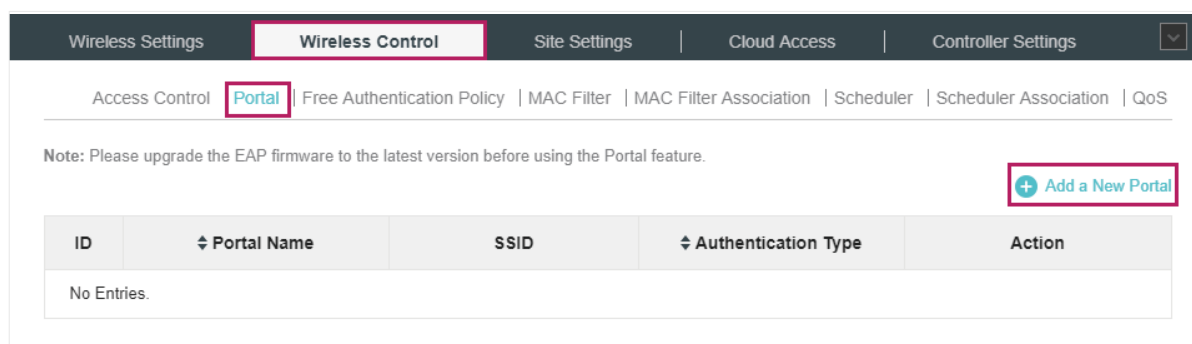 Wireless Settings Wireless Control Site Settings | Cloud Access | Controller Settings
Access Control Portal | Free Authentication Policy | MAC Filter | MAC Filter Association | Scheduler | Scheduler Association | QoS
Note: Please upgrade the EAP firmware to the latest version before using the Portal feature.
Add a New Portal
ID Portal Name SSID Authentication Type Action
No Entries.